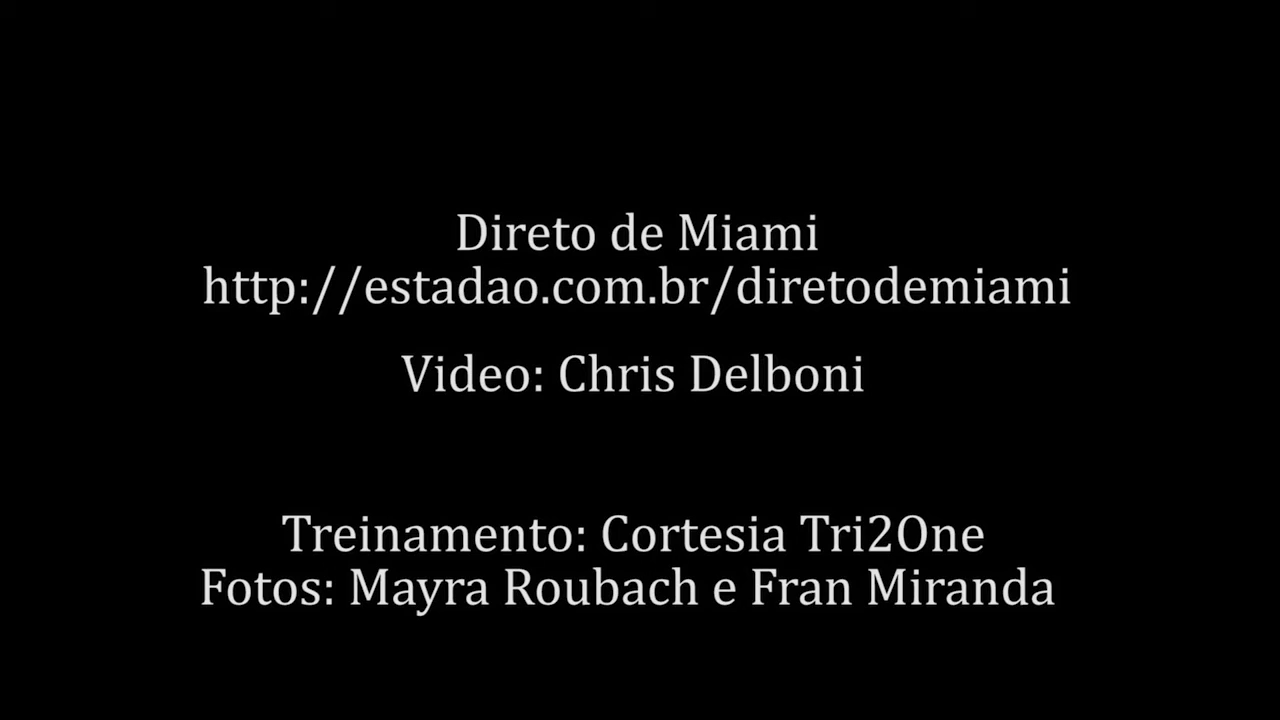 Direto de Miami
http://estadao.com.br/diretodemiami
Video: Chris Delboni
Treinamento: Cortesia Tri2One
Fotos: Mayra Roubach e Fran Miranda